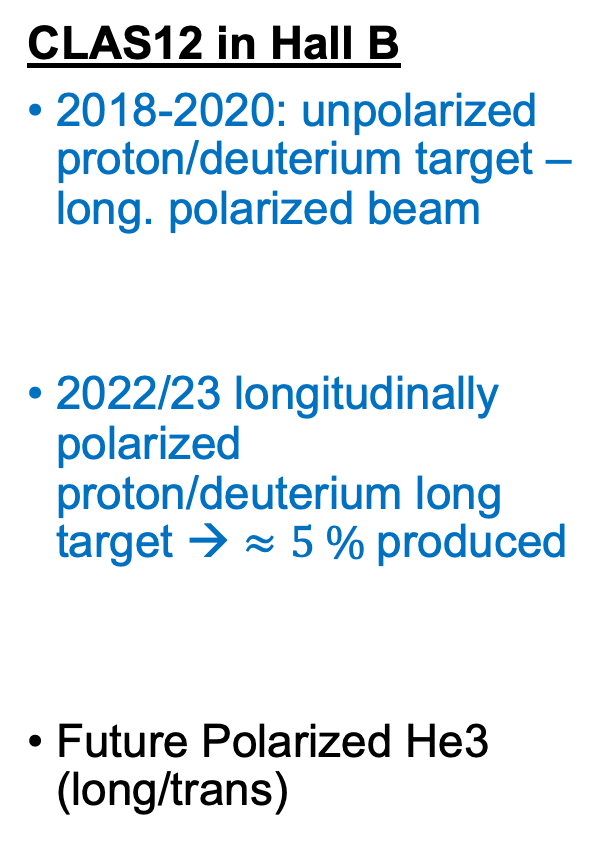 CLAS12 in Hall B
• 2018-2020: unpolarized
proton/deuterium target –
long. polarized beam
• 2022/23 longitudinally
polarized
proton/deuterium long
target → ≈ 5 % produced
• Future Polarized He3
(long/trans)